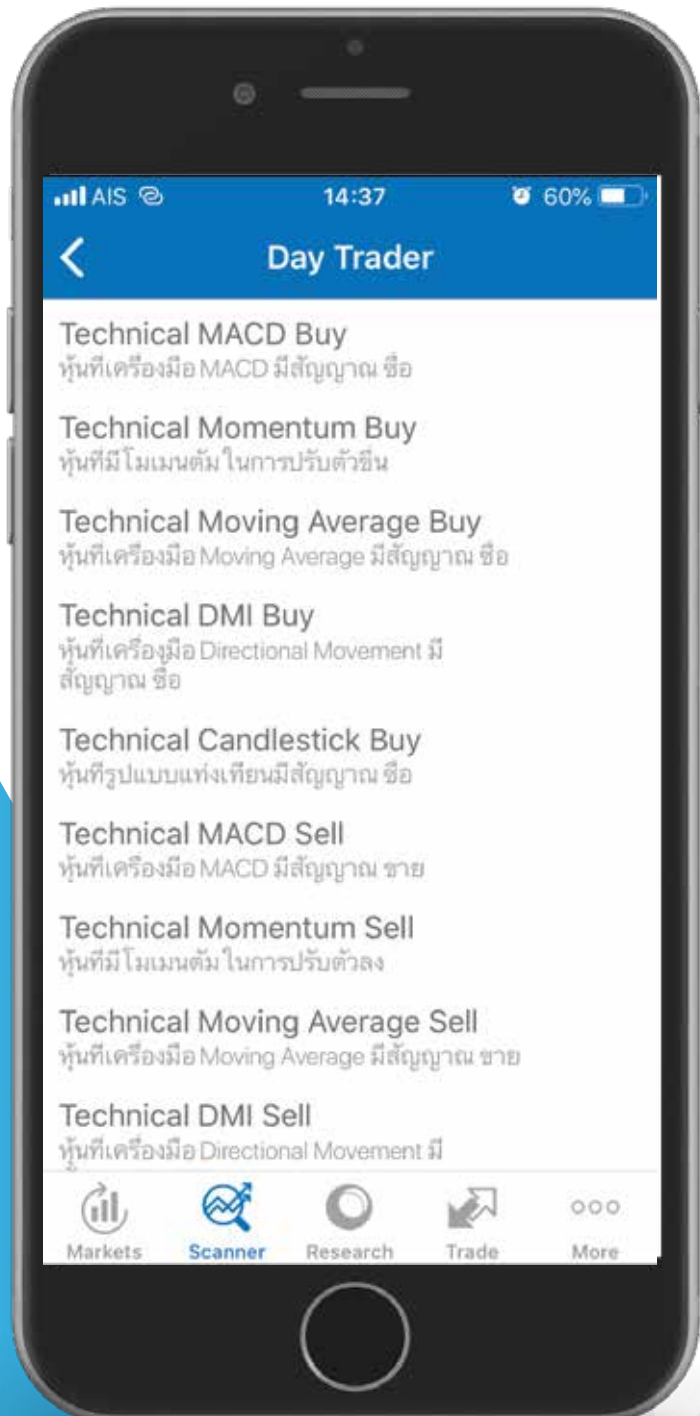 AIS
14:37
60%
Day Trader
Technical MACD Buy
หุ้นที่เครื่องมือ MACD มีสัญญาณ ซื้อ
Technical Momentum Buy
หุ้นที่มีโมเมนตัม ในการปรับตัวขึ้น
Technical Moving Average Buy
หุ้นที่เครื่องมือ Moving Average มีสัญญาณ ซื้อ
Technical DMI Buy
หุ้นที่เครื่องมือ Directional Movement มี
สัญญาณ ซื้อ
Technical Candlestick Buy
หุ้นที่รูปแบบแท่งเทียนมีสัญญาณ ซื้อ
Technical MACD Sell
หุ้นที่เครื่องมือ MACD มีสัญญาณ ขาย
Technical Momentum Sell
หุ้นที่มีโมเมนตัม ในการปรับตัวลง
Technical Moving Average Sell
หุ้นที่เครื่องมือ Moving Average มีสัญญาณ ขาย
Technical DMI Sell
หุ้นที่เครื่องมือ Directional Movement มี
Markets
Scanner
Research
Trade
More